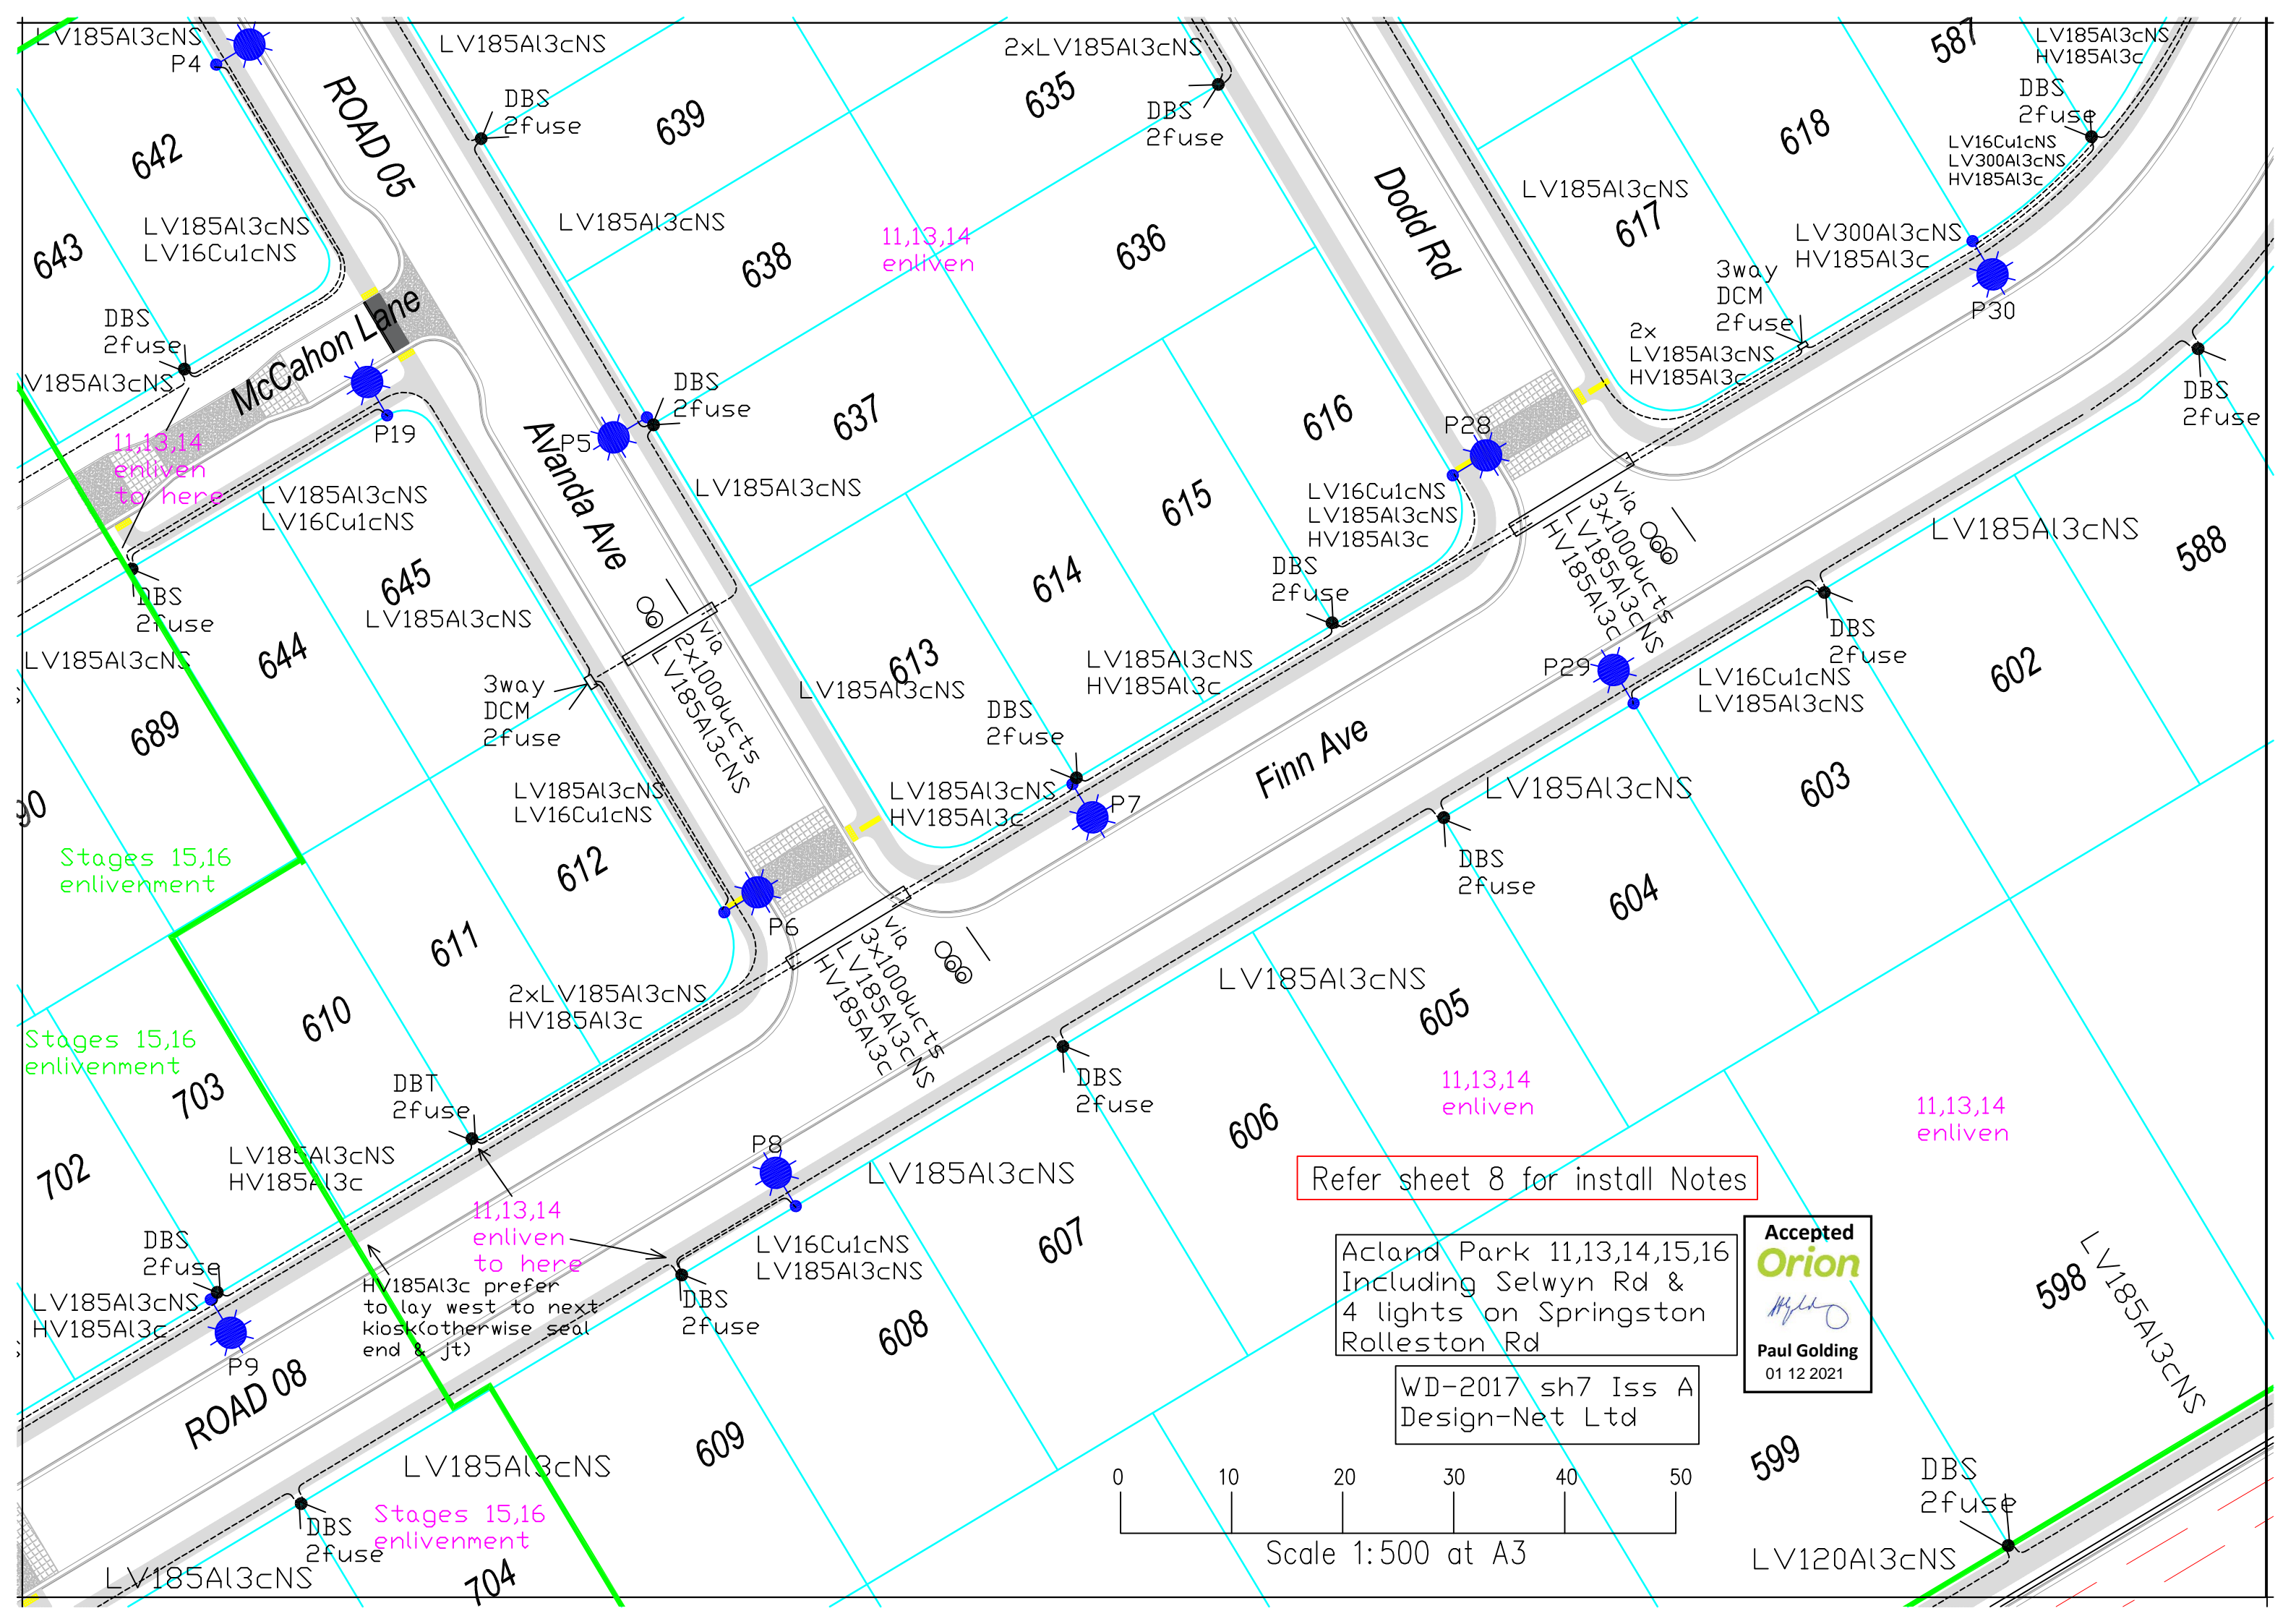 LV185Al3cNS
P4
ROAD 05
LV185Al3cNS
DBS
2fuse
639
2xLV185Al3cNS
635
DBS
2fuse
587
LV185Al3cNS
HV185Al3c
DBS
2fuse
618
LV16Cu1cNS
LV300Al3cNS
HV185Al3c
642
643
LV185Al3cNS
LV16Cu1cNS
LV185Al3cNS
638
11,13,14
enliven
636
Dodd Rd
LV185Al3cNS
617
LV300Al3cNS
HV185Al3c
3way
DCM
2fuse
P30
2x
LV185Al3cNS
HV185Al3c
DBS
2fuse
DBS
2fuse
McCahon Lane
V185Al3cNS
P19
11,13,14
enliven
to here
DBS
2fuse
P5
Avanda Ave
637
LV185Al3cNS
616
P28
615
LV16Cu1cNS
LV185Al3cNS
HV185Al3c
via
3x100ducts
LV185Al3cNS
HV185Al3c
LV185Al3cNS
588
LV185Al3cNS
LV16Cu1cNS
645
DBS
2fuse
LV185Al3cNS
644
LV185Al3cNS
689
90
614
DBS
2fuse
613
LV185Al3cNS
LV185Al3cNS
HV185Al3c
via
2x100ducts
LV185Al3cNS
3way
DCM
2fuse
P29
DBS
2fuse
LV16Cu1cNS
LV185Al3cNS
602
DBS
2fuse
Finn Ave
LV185Al3cNS
603
LV185Al3cNS
LV16Cu1cNS
LV185Al3cNS
HV185Al3c
P7
DBS
2fuse
604
Stages 15,16
enlivenment
612
611
P6
via
3x100ducts
LV185Al3cNS
HV185Al3c
LV185Al3cNS
605
2xLV185Al3cNS
HV185Al3c
610
Stages 15,16
enlivenment
703
702
DBT
2fuse
DBS
2fuse
606
11,13,14
enliven
11,13,14
enliven
LV185Al3cNS
HV185Al3c
P8
LV185Al3cNS
Refer sheet 8 for install Notes
11,13,14
enliven
to here
DBS
2fuse
LV16Cu1cNS
LV185Al3cNS
607
Acland Park 11,13,14,15,16
Including Selwyn Rd &
4 lights on Springston
Rolleston Rd
Accepted
Orion
Paul Golding
01 12 2021
598
LV185Al3cNS
LV185Al3cNS
HV185Al3c
P9
HV185Al3c prefer
to lay west to next
kiosk(otherwise seal
end & jt)
DBS
2fuse
608
WD-2017 sh7 Iss A
Design-Net Ltd
ROAD 08
609
599
LV185Al3cNS
Stages 15,16
enlivenment
DBS
2fuse
LV185Al3cNS
704
0 10 20 30 40 50
Scale 1:500 at A3
DBS
2fuse
LV120Al3cNS